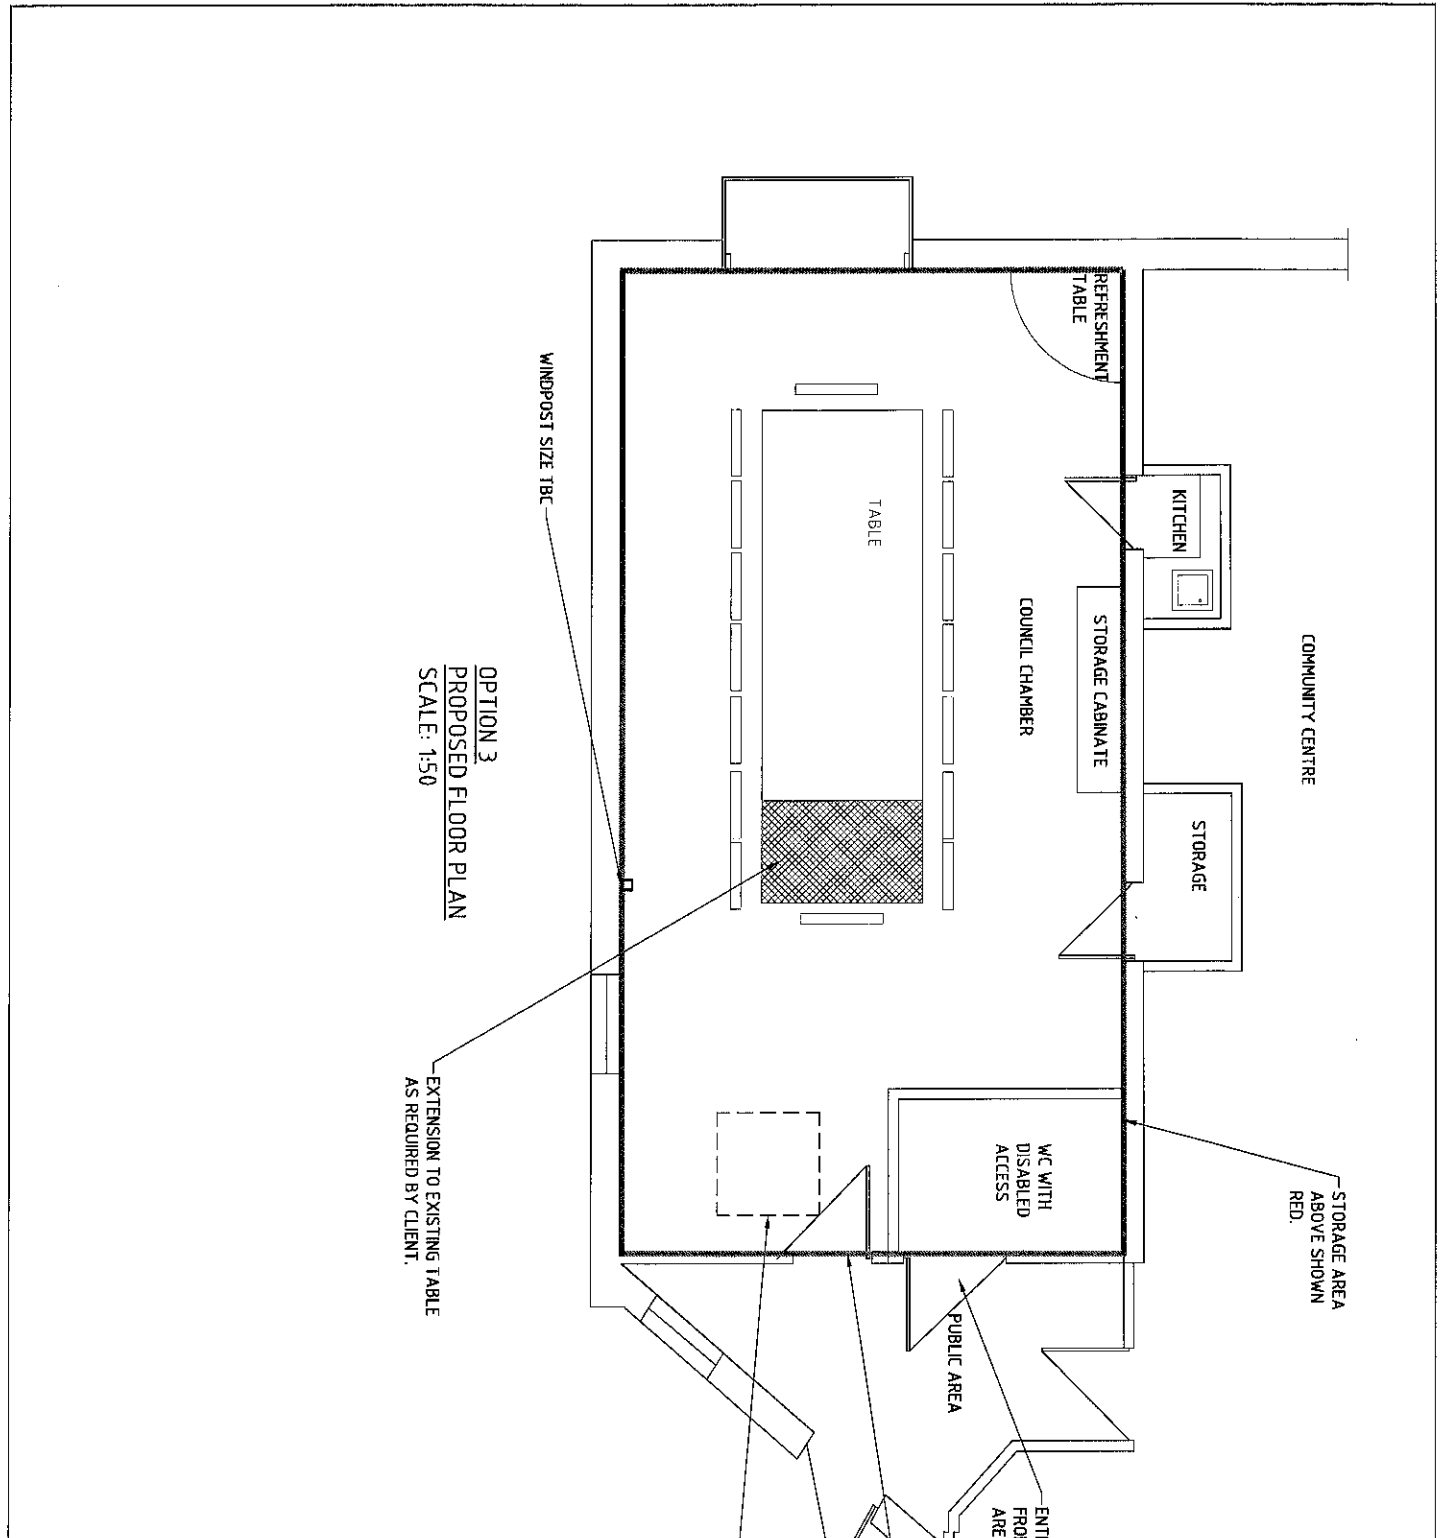 COMMUNITY CENTRE
STORAGE AREA
ABOVE SHOWN
RED.
KITCHEN
STORAGE
REFRESHMENT
TABLE
STORAGE CABINATE
COUNCIL CHAMBER
WC WITH
DISABLED
ACCESS
PUBLIC AREA
TABLE
WINDPOST SIZE TBC
OPTION 3
PROPOSED FLOOR PLAN
SCALE: 1:50
EXTENSION TO EXISTING TABLE
AS REQUIRED BY CLIENT.